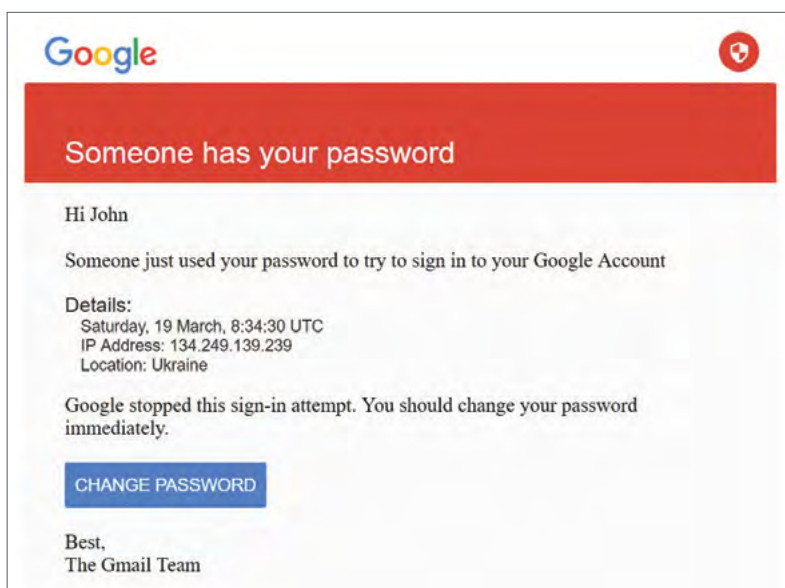 Google
Someone has your password
Hi John
Someone just used your password to try to sign in to your Google Account
Details:
Saturday, 19 March, 8:34:30 UTC
IP Address: 134.249.139.239
Location: Ukraine
Google stopped this sign-in attempt. You should change your password
immediately.
CHANGE PASSWORD
Best,
The Gmail Team